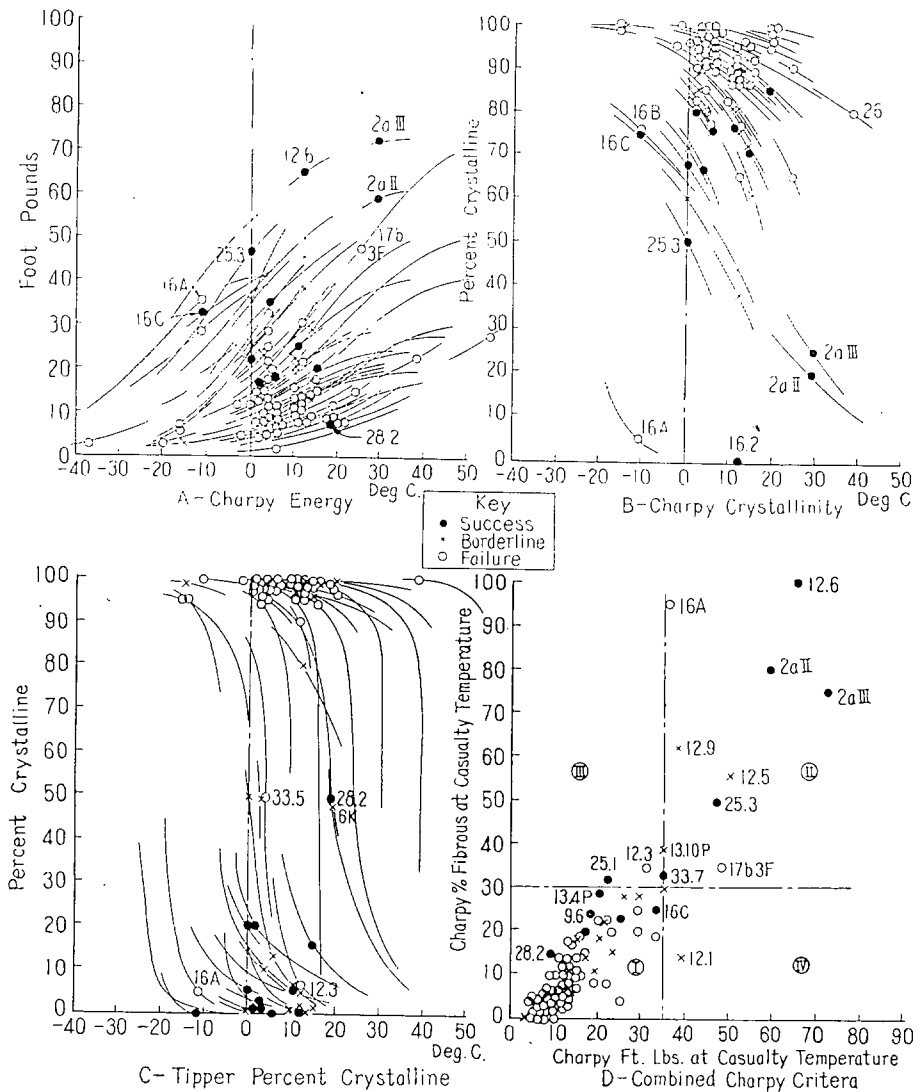 Foot Pounds
100
90
80
70
60
50
40
30
20
10
0
-40 -30 -20 -10 0 10 20 30 40 50
Deg C.
A-Charpy Energy
12.6
2a III
2a II
17b
3F
25.3
16A
16C
28.2
Percent Crystalline
100
90
80
70
60
50
40
30
20
10
0
-40 -30 -20 -10 0 10 20 30 40 50
Deg C
B-Charpy Crystallinity
16B
16C
26
25.3
2a III
2a II
16A
16.2
Key
Success
Borderline
Failure
Percent Crystalline
100
90
80
70
60
50
40
30
20
10
0
-40 -30 -20 -10 0 10 20 30 40 50
Deg. C.
C-Tipper Percent Crystalline
33.5
28.2
6K
16A
12.3
Charpy % Fibrous at Casualty Temperature
100
90
80
70
60
50
40
30
20
10
0
0 10 20 30 40 50 60 70 80 90
Charpy Ft. Lbs. at Casualty Temperature
D-Combined Charpy Critera
12.6
16A
2a II
2a III
12.9
III
12.5
II
25.3
12.3
13.10P
25.1
33.7
17b3F
13.4P
9.6
16C
28.2
I
12.1
IV